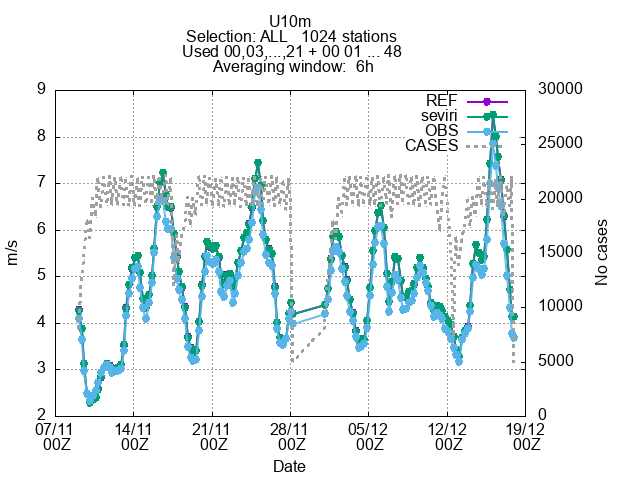 U10m
Selection: ALL   1024 stations
Used 00,03,...,21 + 00 01 ... 48
Averaging window:  6h
REF
seviri
OBS
CASES
9
8
7
6
5
4
3
2
m/s
30000
25000
20000
15000
10000
5000
0
No cases
07/11 14/11 21/11 28/11 05/12 12/12 19/12
00Z 00Z 00Z 00Z 00Z 00Z 00Z
Date